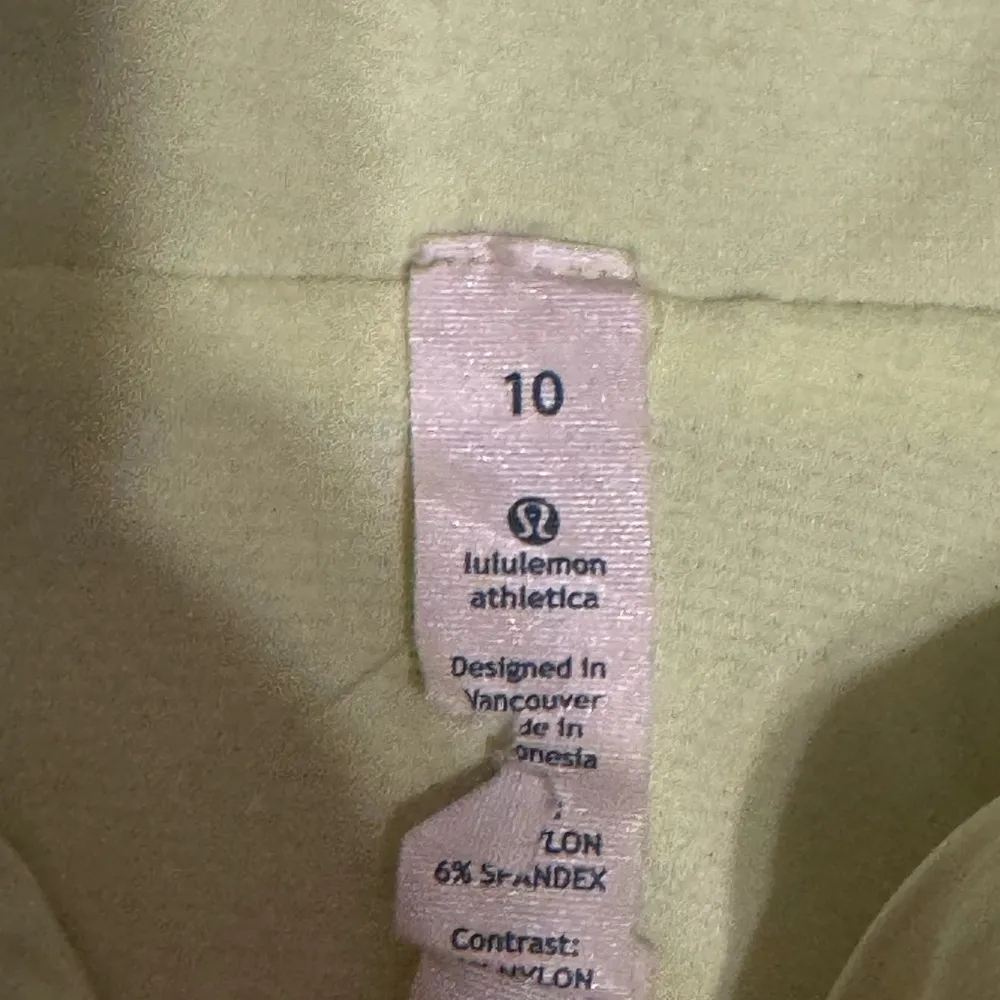 10
lululemon
athletica
Designed in
Vancouver
de in
onesia
LON
6% SPANDEX
Contrast:
NYLON